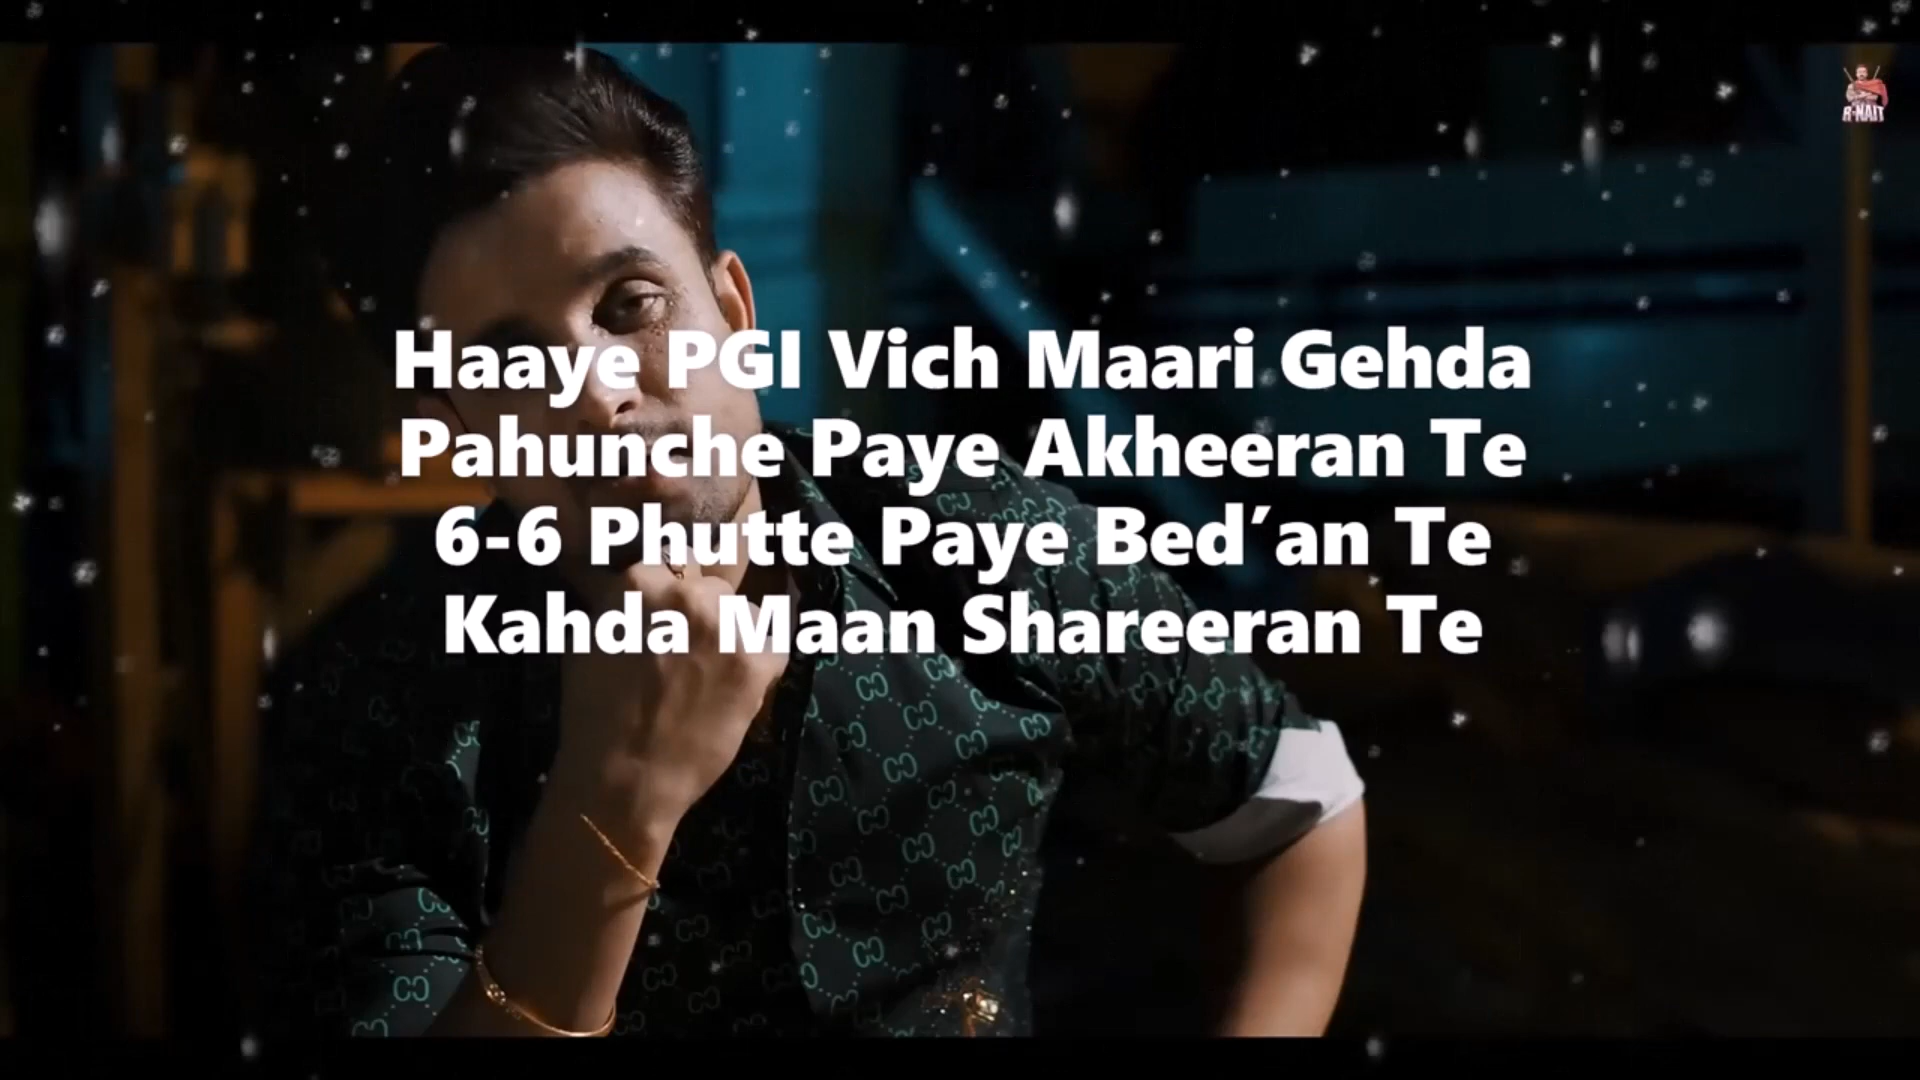 R-NAIT
Haaye PGI Vich Maari Gehda
Pahunche Paye Akheeran Te
6-6 Phutte Paye Bed’an Te
Kahda Maan Shareeran Te